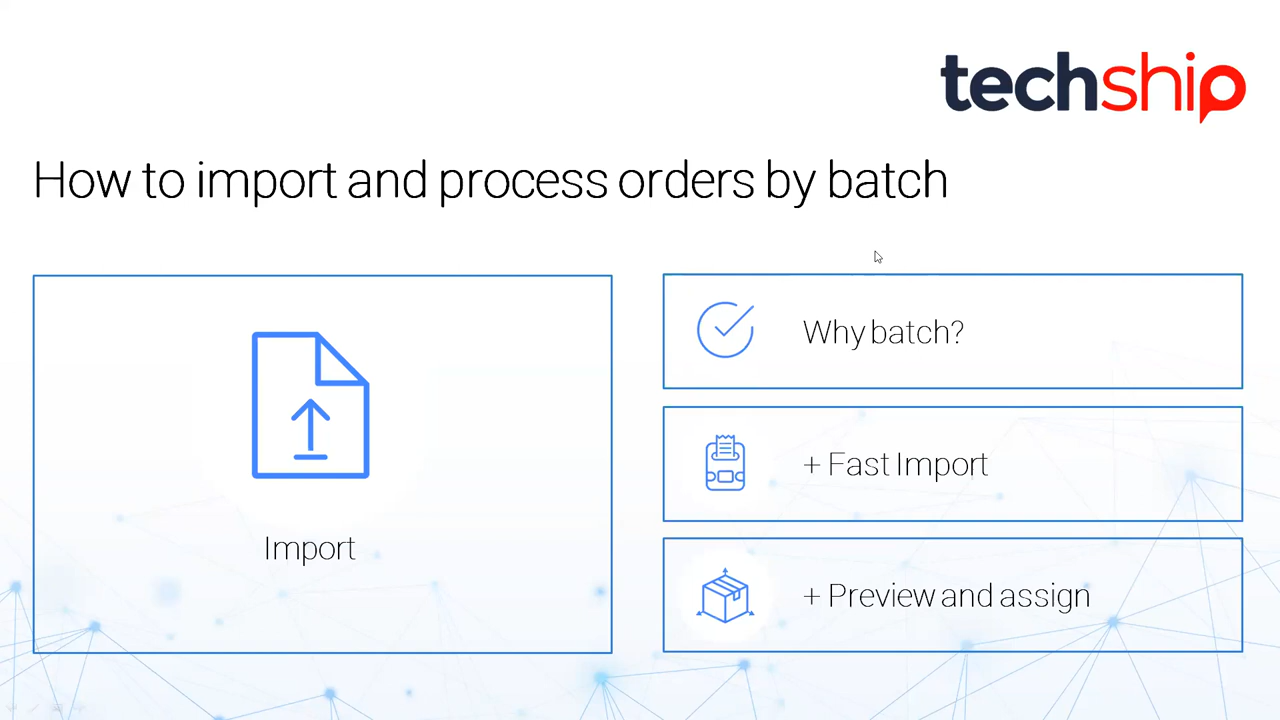 techship
How to import and process orders by batch
Import
Why batch?
+ Fast Import
+ Preview and assign